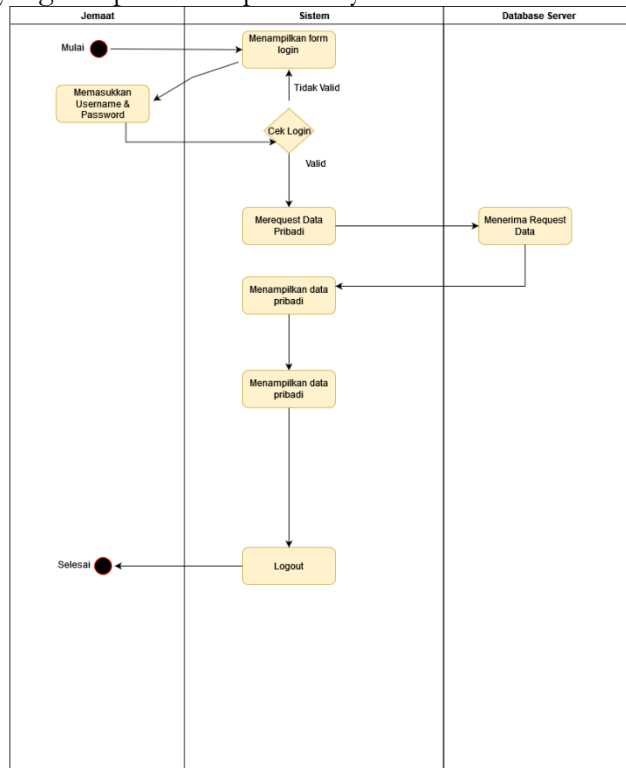 Jemaat
Sistem
Database Server
Mulai
Menampilkan form
login
Tidak Valid
Memasukkan
Username &
Password
Cek Login
Valid
Merequest Data
Pribadi
Menerima Request
Data
Menampilkan data
pribadi
Menampilkan data
pribadi
Selesai
Logout